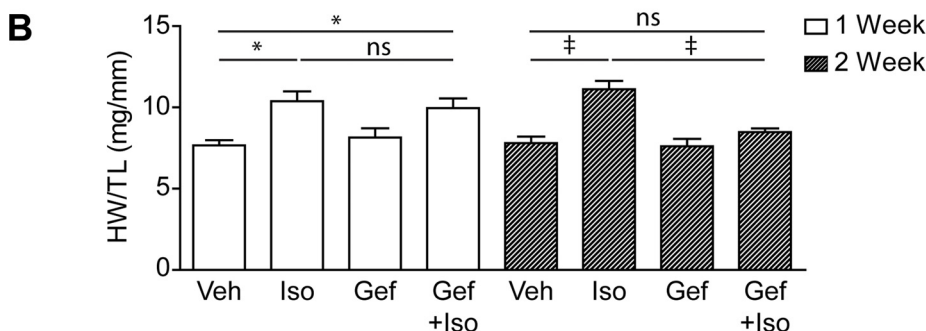 B
15
10
5
0
HW/TL (mg/mm)
*
* ns
ns
‡ ‡
1 Week
2 Week
Veh Iso Gef Gef +Iso Veh Iso Gef Gef +Iso